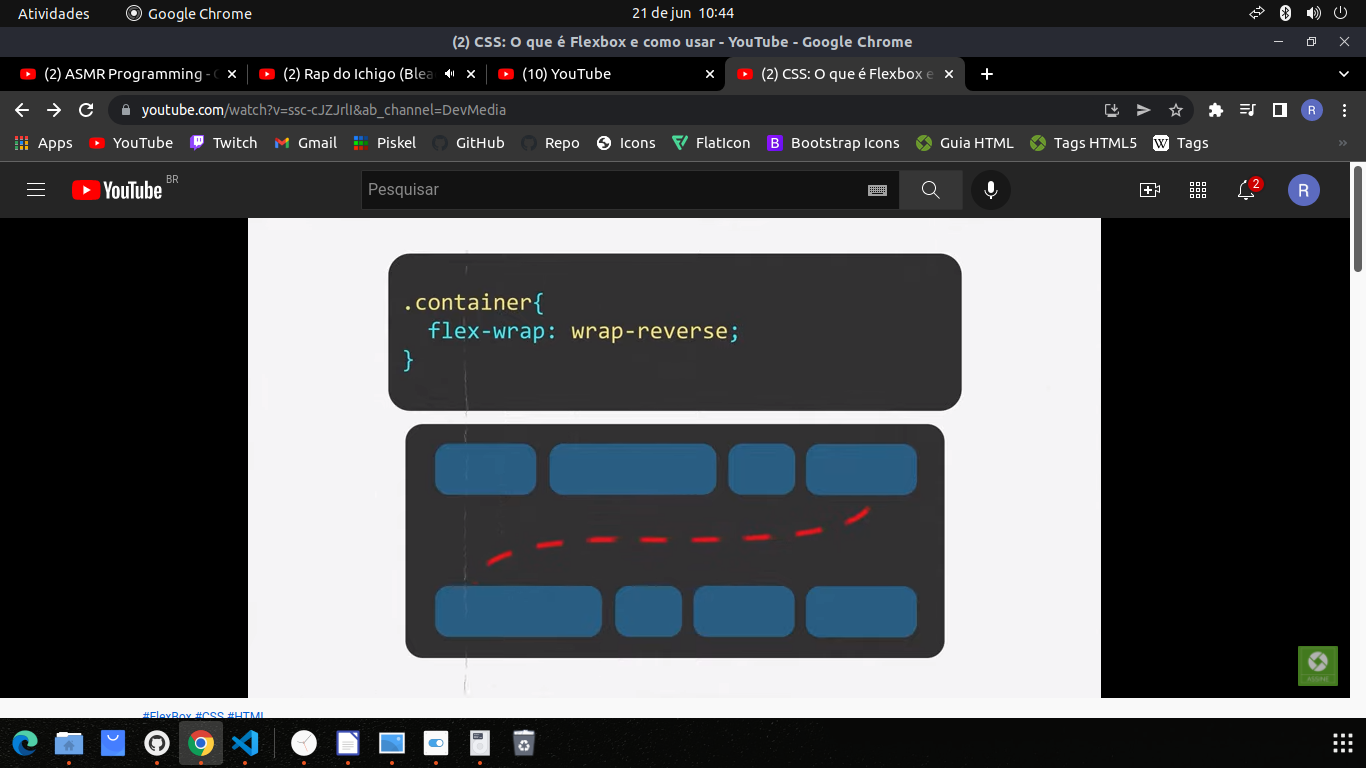 Atividades
Google Chrome
21 de jun 10:44
(2) CSS: O que é Flexbox e como usar - YouTube - Google Chrome
(2) ASMR Programming -
(2) Rap do Ichigo (Blea
(10) YouTube
(2) CSS: O que é Flexbox e
youtube.com/watch?v=ssc-cJZJrlI&ab_channel=DevMedia
R
Apps
YouTube
Twitch
Gmail
Piskel
GitHub
Repo
Icons
FlatIcon
B
Bootstrap Icons
Guia HTML
Tags HTML5
W
Tags
»
YouTube
BR
Pesquisar
2
R
.container{
flex-wrap: wrap-reverse;
}
#FlexBox #CSS #HTML